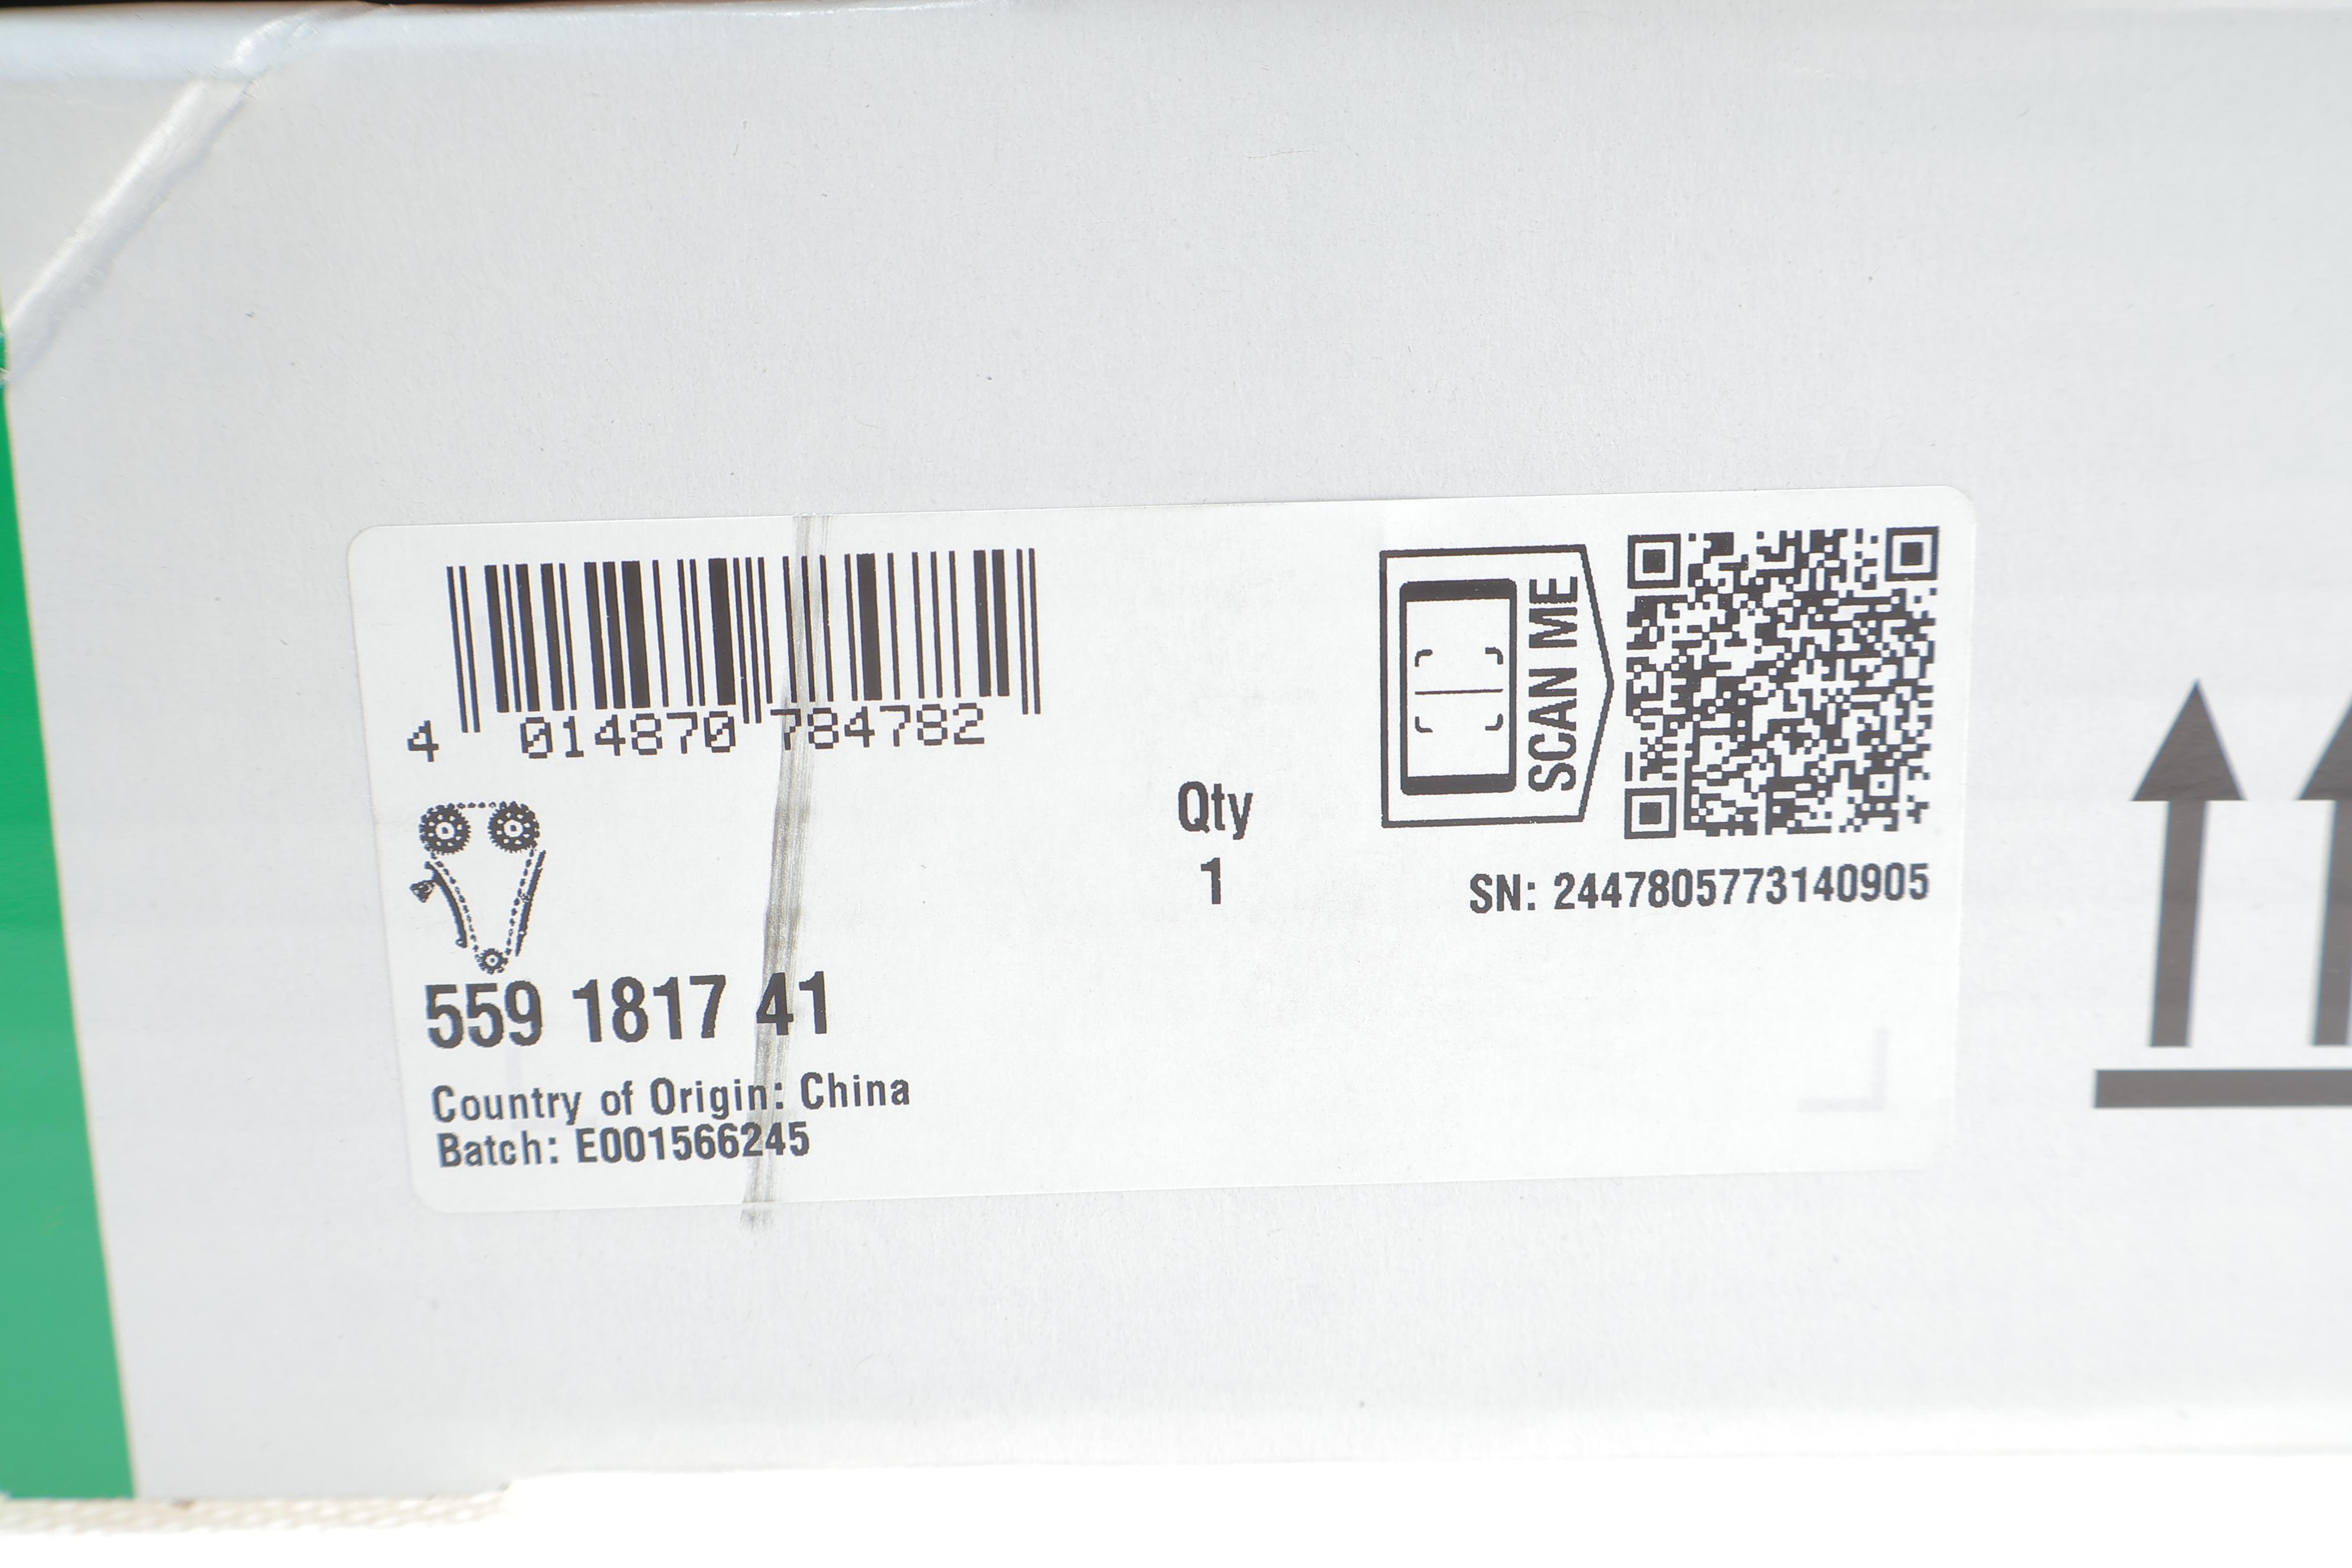 4 014870 784782
Qty
1
SCAN ME
SN: 2447805773140905
559 1817 41
Country of Origin: China
Batch: E001566245